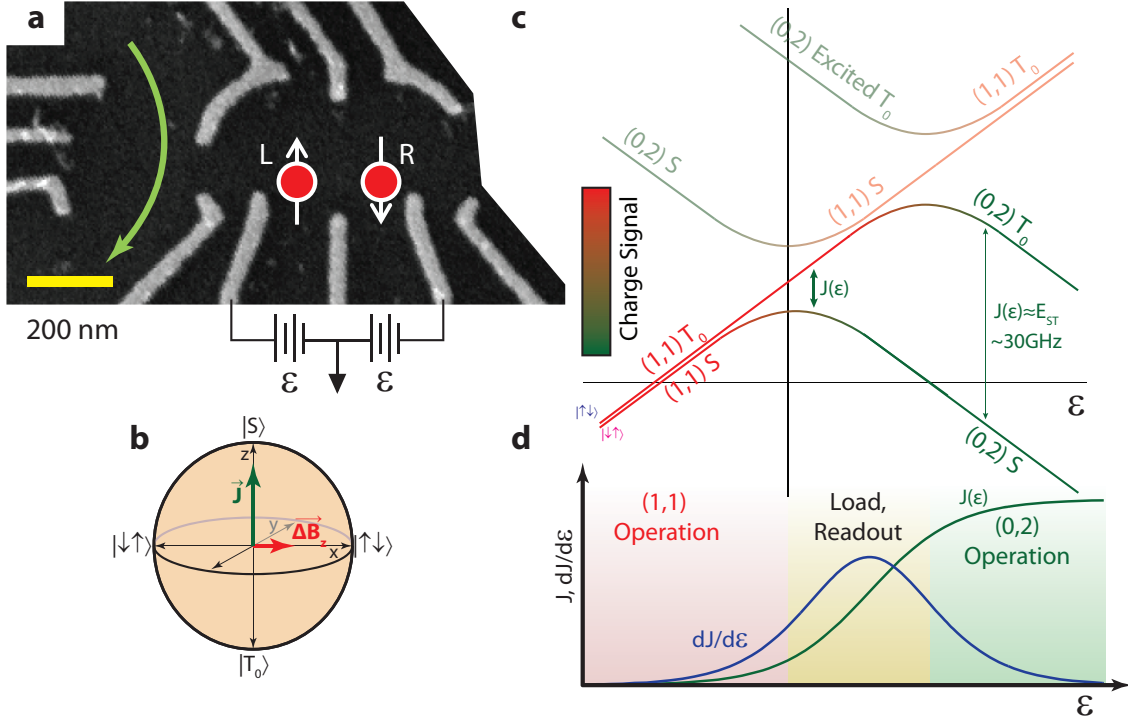 a
L
R
200 nm
ε
ε
b
|S⟩
z
J
y
ΔB_z
x
|↓↑⟩
|↑↓⟩
|T₀⟩
c
(0,2) Excited T₀
(1,1) T₀
(0,2) S
(1,1) S
(0,2) T₀
Charge Signal
J(ε)
J(ε)≈E_ST
~30GHz
(1,1) T₀
(1,1) S
|↑↓⟩
|↓↑⟩
ε
(0,2) S
d
J, dJ/dε
(1,1)
Operation
Load,
Readout
J(ε)
(0,2)
Operation
dJ/dε
ε